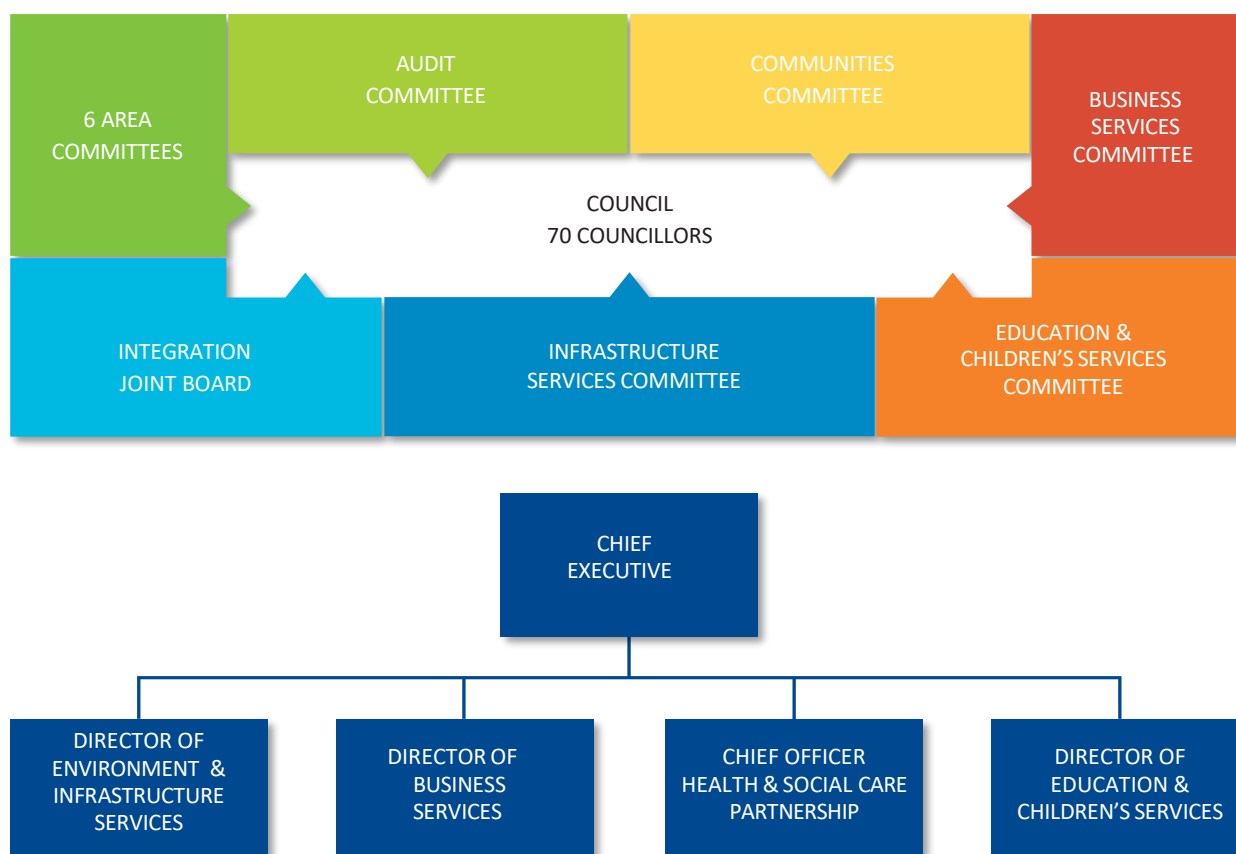 6 AREA
COMMITTEES
AUDIT
COMMITTEE
COMMUNITIES
COMMITTEE
BUSINESS
SERVICES
COMMITTEE
COUNCIL
70 COUNCILLORS
INTEGRATION
JOINT BOARD
INFRASTRUCTURE
SERVICES COMMITTEE
EDUCATION &
CHILDREN’S SERVICES
COMMITTEE
CHIEF
EXECUTIVE
DIRECTOR OF
ENVIRONMENT &
INFRASTRUCTURE
SERVICES
DIRECTOR OF
BUSINESS
SERVICES
CHIEF OFFICER
HEALTH & SOCIAL CARE
PARTNERSHIP
DIRECTOR OF
EDUCATION &
CHILDREN’S SERVICES